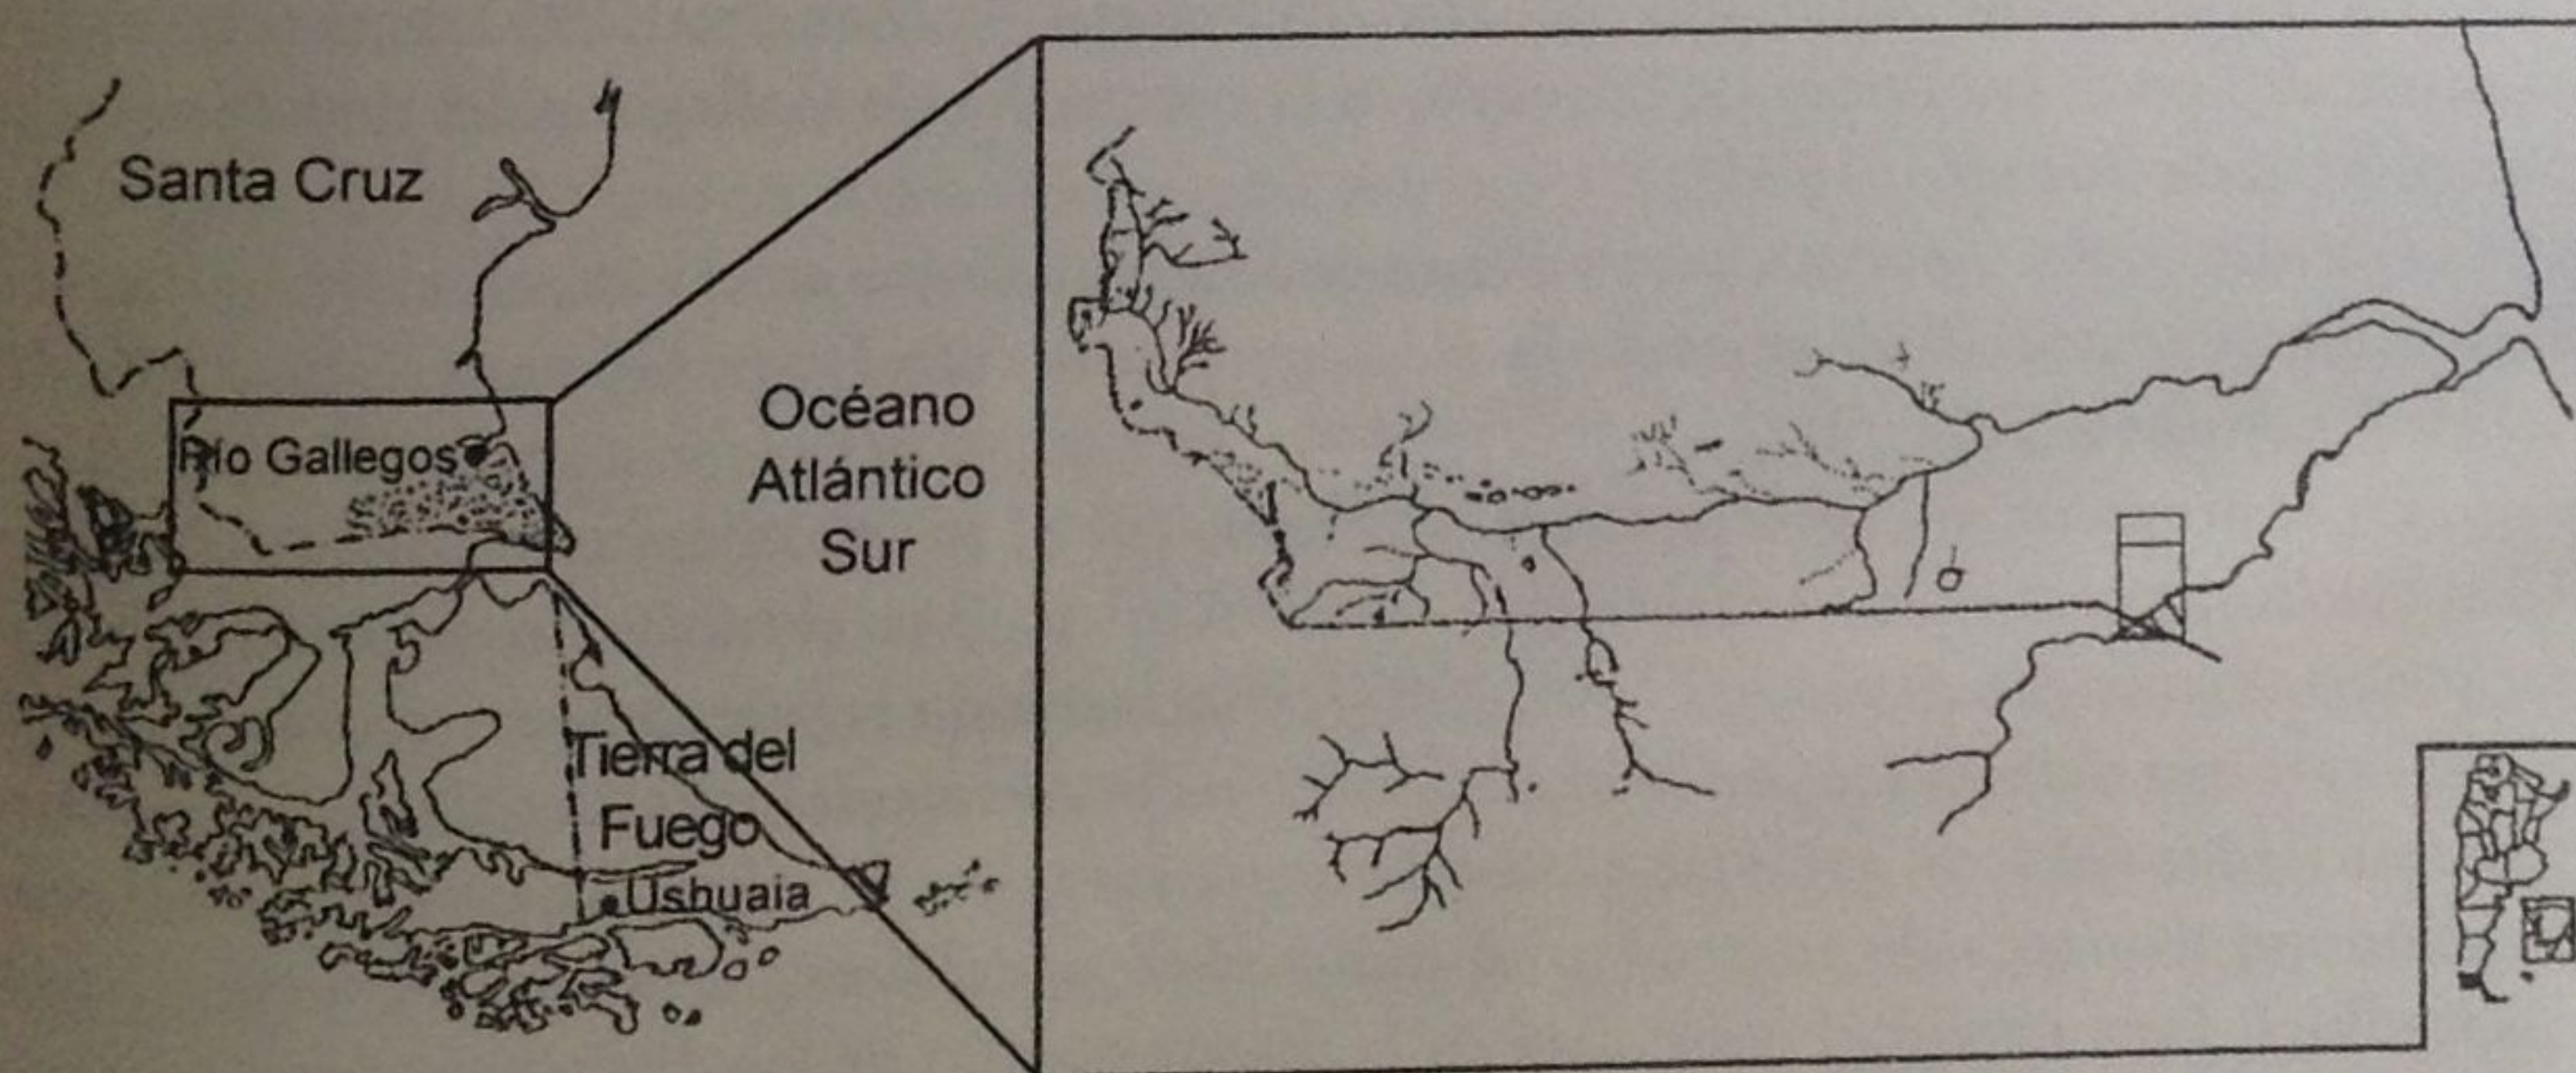 Santa Cruz
Río Gallegos
Océano
Atlántico
Sur
Tierra del
Fuego
Ushuaia